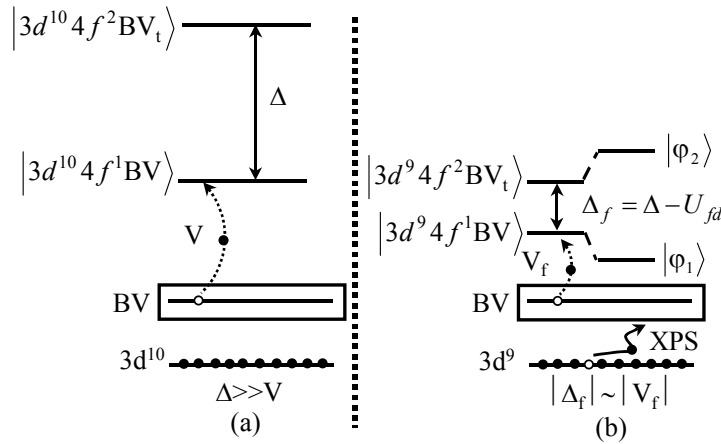 |3d¹⁰4f²BVₜ⟩
Δ
|3d¹⁰4f¹BV⟩
V
BV
3d¹⁰
Δ>>V
(a)
|φ₂⟩
|3d⁹4f²BVₜ⟩
Δ_f = Δ − U_fd
|3d⁹4f¹BV⟩
V_f
|φ₁⟩
BV
XPS
3d⁹
|Δ_f| ~ |V_f|
(b)